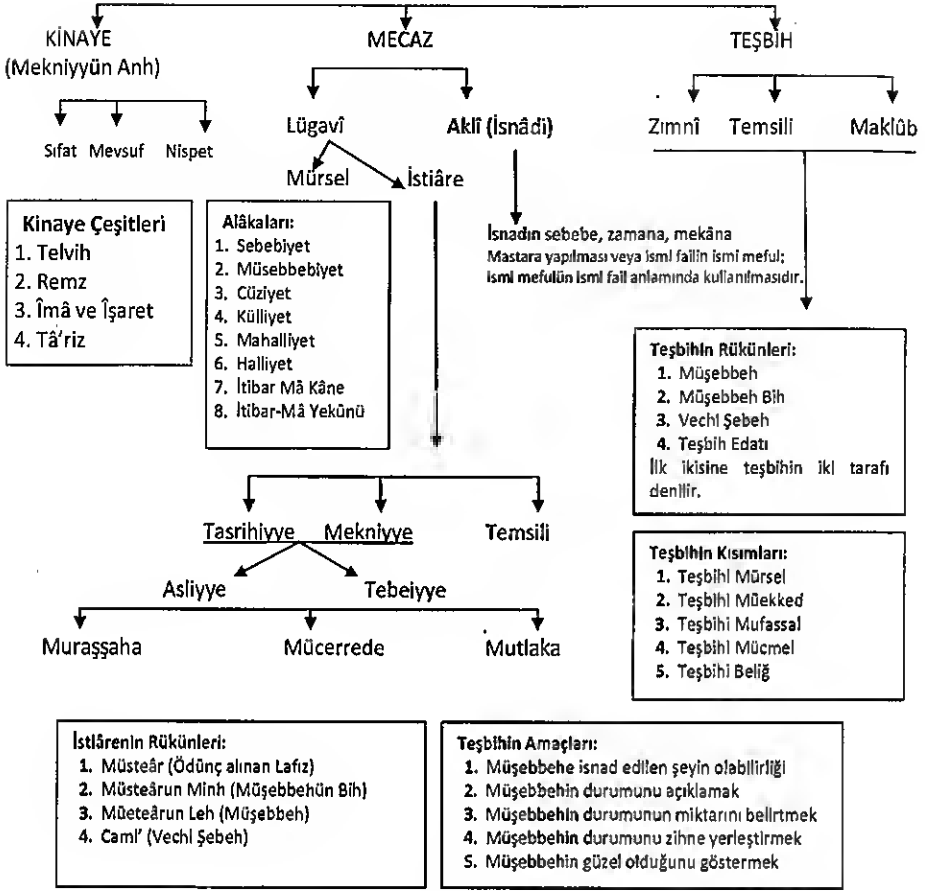 KİNAYE
(Mekniyyün Anh)
MECAZ
TEŞBİH
Sıfat Mevsuf Nispet
Lügavî
Aklî (İsnâdi)
Zımnî Temsili Maklûb
Mürsel
İstiâre
Kinaye Çeşitleri
1. Telvih
2. Remz
3. Îmâ ve Îşaret
4. Tâ'riz
Alâkaları:
1. Sebebiyet
2. Müsebbebiyet
3. Cüziyet
4. Külliyet
5. Mahalliyet
6. Halliyet
7. İtibar Mâ Kâne
8. İtibar-Mâ Yekûnü
İsnadın sebebe, zamana, mekâna
Mastara yapılması veya ismi failin ismi meful;
ismi mefulün ismi fail anlamında kullanılmasıdır.
Teşbihin Rükünleri:
1. Müşebbeh
2. Müşebbeh Bih
3. Vechi Şebeh
4. Teşbih Edatı
İlk ikisine teşbihin iki tarafı
denilir.
Tasrihiyye Mekniyye Temsili
Asliyye Tebeiyye
Muraşşaha Mücerrede Mutlaka
Teşbihin Kısımları:
1. Teşbihi Mürsel
2. Teşbihi Müekked
3. Teşbihi Mufassal
4. Teşbihi Mücmel
5. Teşbihi Beliğ
İstiârenin Rükünleri:
1. Müsteâr (Ödünç alınan Lafız)
2. Müsteârun Minh (Müşebbehün Bih)
3. Müeteârun Leh (Müşebbeh)
4. Cami' (Vechi Şebeh)
Teşbihin Amaçları:
1. Müşebbehe isnad edilen şeyin olabilirliği
2. Müşebbehin durumunu açıklamak
3. Müşebbehin durumunun miktarını belirtmek
4. Müşebbehin durumunu zihne yerleştirmek
5. Müşebbehin güzel olduğunu göstermek